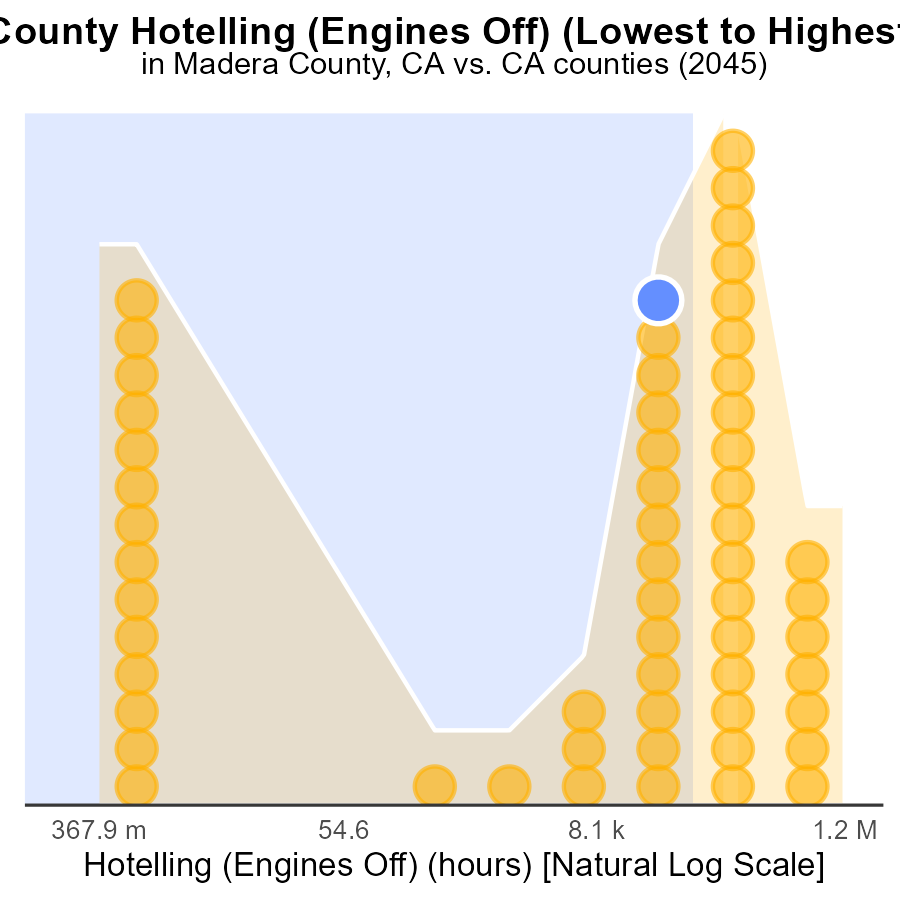 County Hotelling (Engines Off) (Lowest to Highest
in Madera County, CA vs. CA counties (2045)
367.9 m 54.6 8.1 k 1.2 M
Hotelling (Engines Off) (hours) [Natural Log Scale]